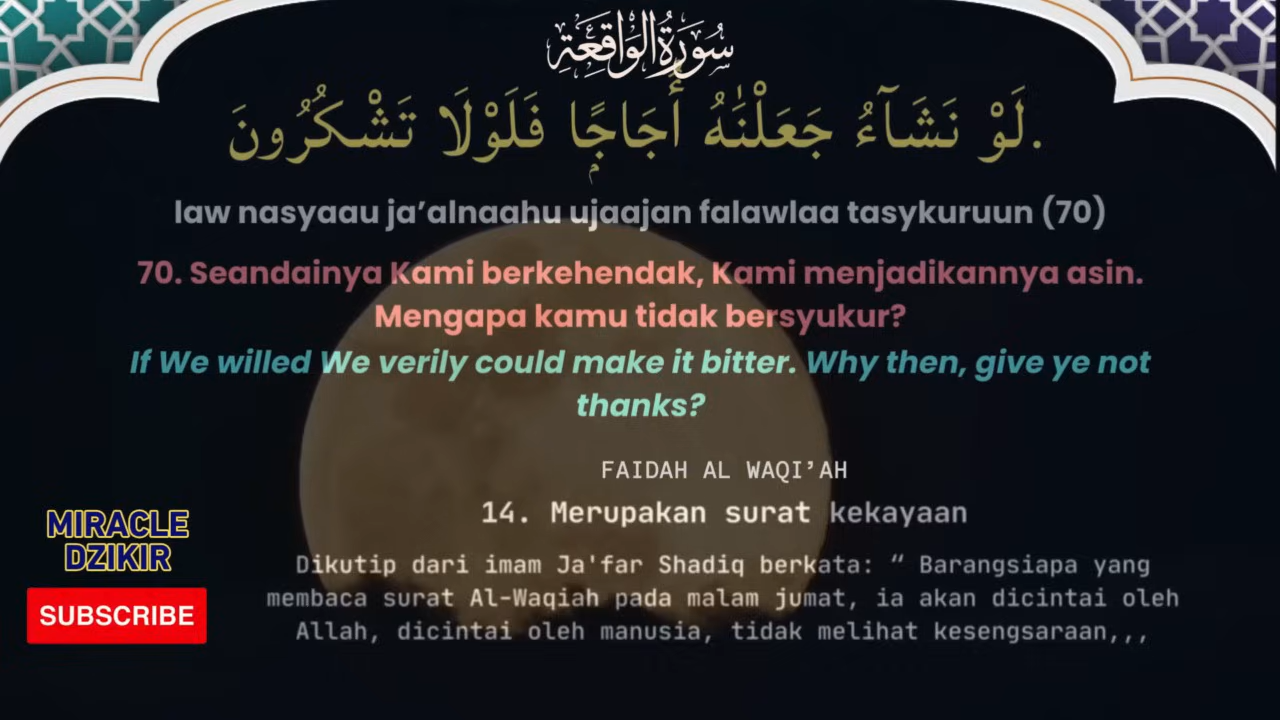 سُورَةُ الْوَاقِعَةِ
لَوْ نَشَاۤءُ جَعَلْنٰهُ أُجَاجًاۭ فَلَوْلَا تَشْكُرُونَ.
law nasyaau ja’alnaahu ujaajan falawlaa tasykuruun (70)
70. Seandainya Kami berkehendak, Kami menjadikannya asin.
Mengapa kamu tidak bersyukur?
If We willed We verily could make it bitter. Why then, give ye not
thanks?
FAIDAH AL WAQI’AH
14. Merupakan surat kekayaan
Dikutip dari imam Ja'far Shadiq berkata: “ Barangsiapa yang
membaca surat Al-Waqiah pada malam jumat, ia akan dicintai oleh
Allah, dicintai oleh manusia, tidak melihat kesengsaraan,,,
MIRACLE
DZIKIR
SUBSCRIBE